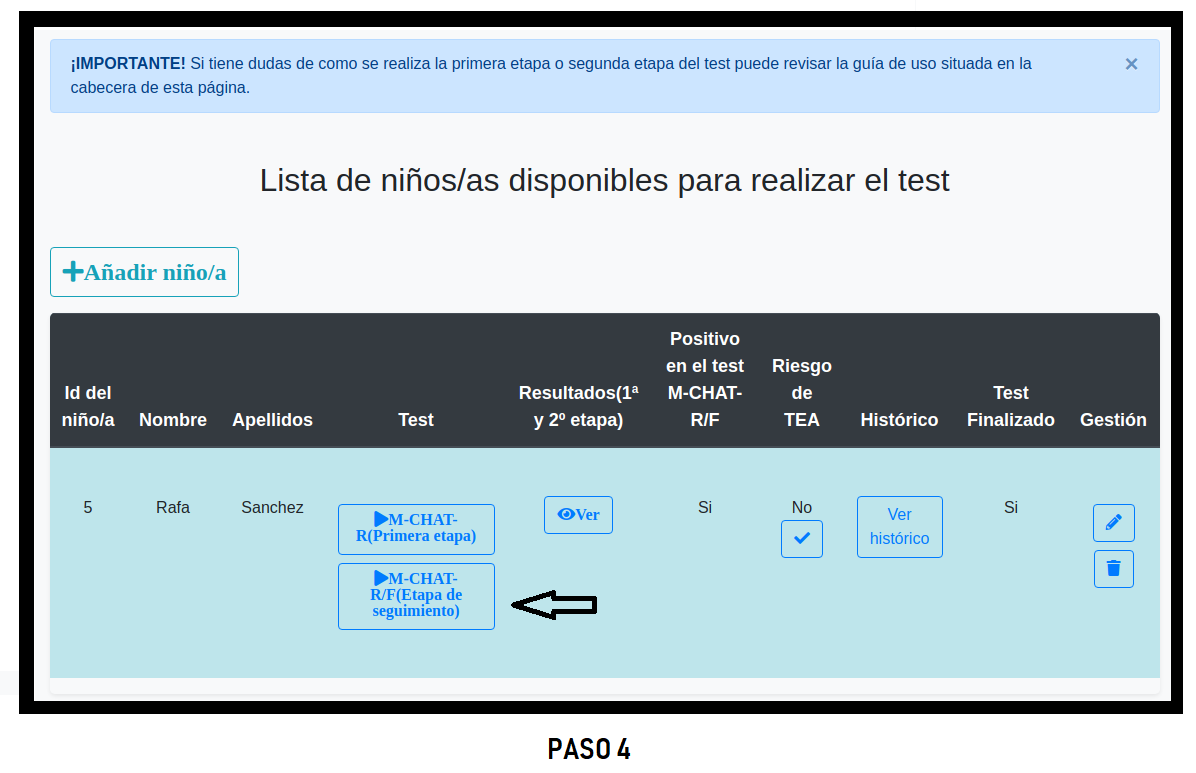 ¡IMPORTANTE! Si tiene dudas de como se realiza la primera etapa o segunda etapa del test puede revisar la guía de uso situada en la
cabecera de esta página.
×
Lista de niños/as disponibles para realizar el test
Añadir niño/a
Id del
niño/a
Nombre
Apellidos
Test
Resultados(1ª
y 2º etapa)
Positivo
en el test
M-CHAT-
R/F
Riesgo
de
TEA
Histórico
Test
Finalizado
Gestión
5
Rafa
Sanchez
M-CHAT-
R(Primera etapa)
M-CHAT-
R/F(Etapa de
seguimiento)
Ver
Si
No
Ver
histórico
Si
PASO 4